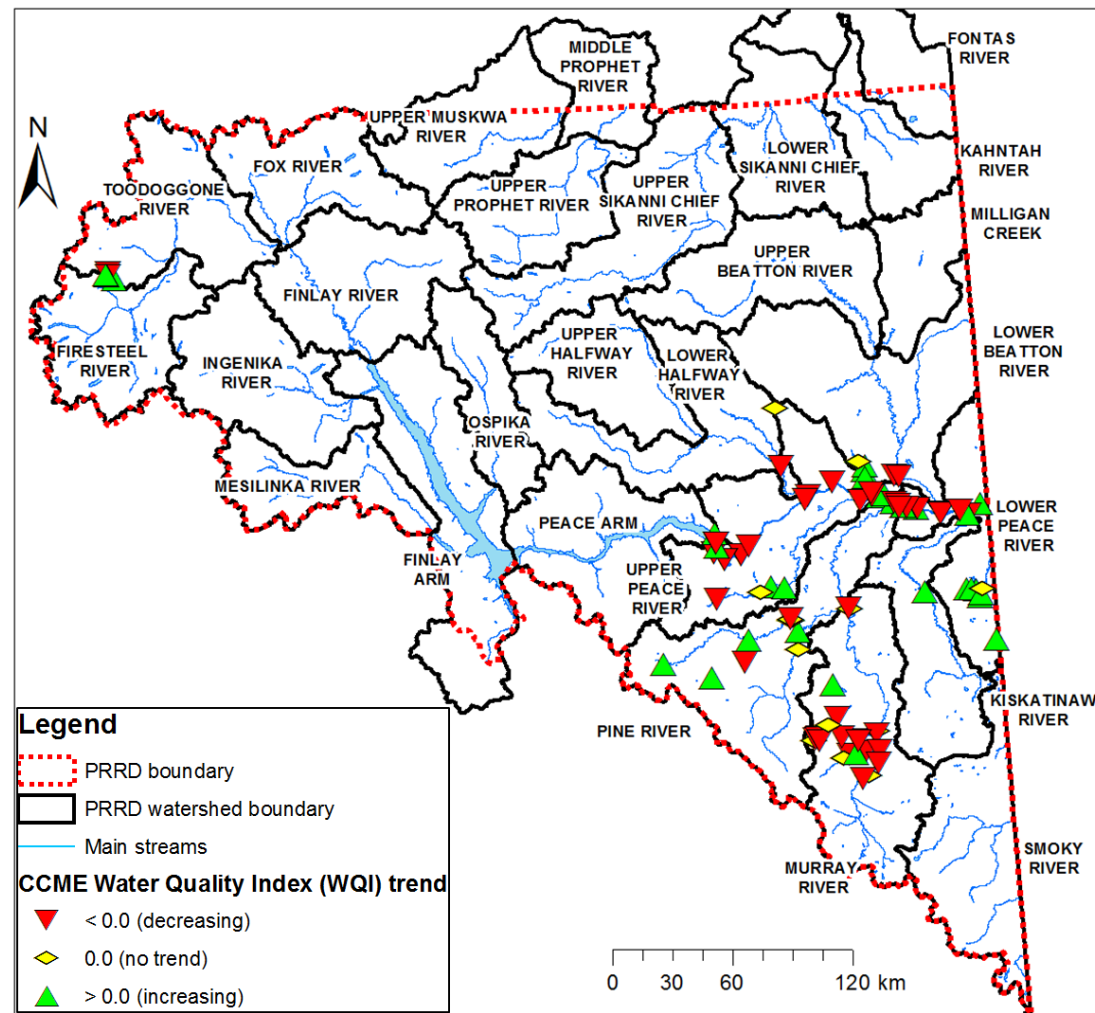 FONTAS
RIVER
MIDDLE
PROPHET
RIVER
N
UPPER MUSKWA
RIVER
FOX RIVER
LOWER
SIKANNI CHIEF
RIVER
KAHNTAH
RIVER
TOODOGGONE
RIVER
UPPER
PROPHET RIVER
UPPER
SIKANNI CHIEF
RIVER
MILLIGAN
CREEK
UPPER
BEATTON RIVER
FINLAY RIVER
FIRESTEEL
RIVER
INGENIKA
RIVER
UPPER
HALFWAY
RIVER
LOWER
HALFWAY
RIVER
LOWER
BEATTON
RIVER
OSPIKA
RIVER
MESILINKA RIVER
PEACE ARM
LOWER
PEACE
RIVER
FINLAY
ARM
UPPER
PEACE
RIVER
PINE RIVER
KISKATINAW
RIVER
MURRAY
RIVER
SMOKY
RIVER
Legend
PRRD boundary
PRRD watershed boundary
Main streams
CCME Water Quality Index (WQI) trend
< 0.0 (decreasing)
0.0 (no trend)
> 0.0 (increasing)
0 30 60 120 km